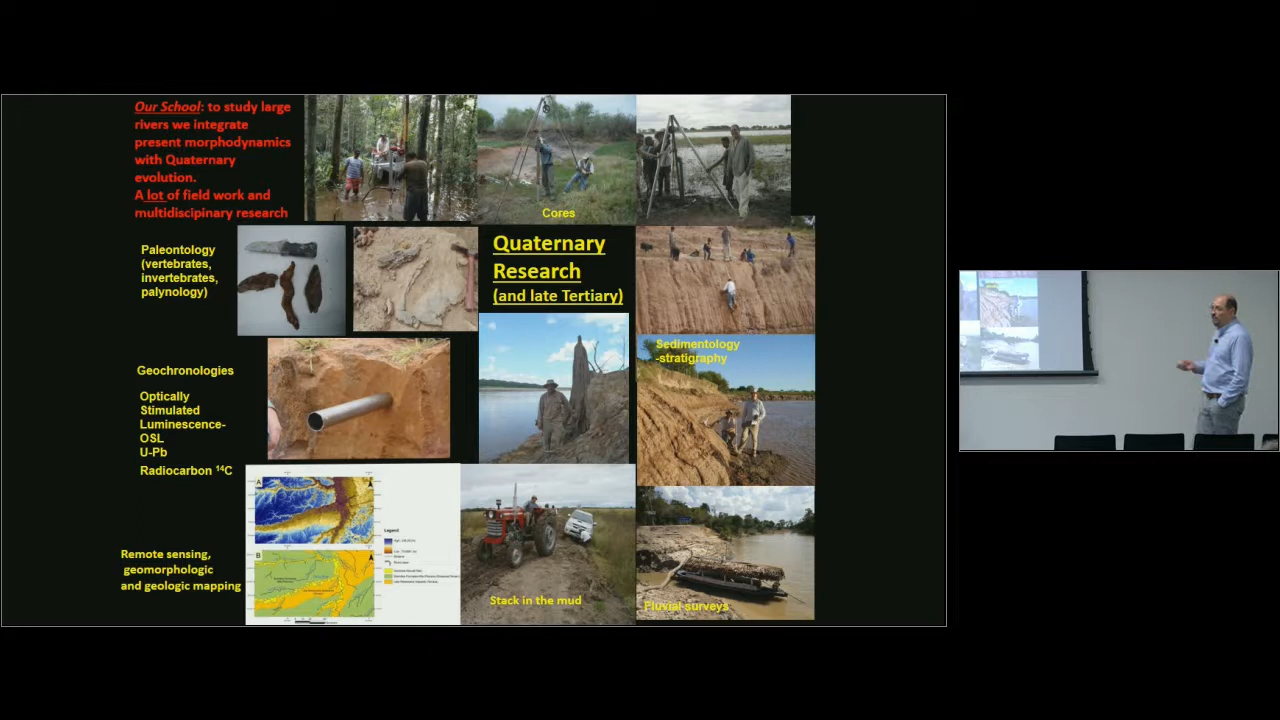 Our School: to study large
rivers we integrate
present morphodynamics
with Quaternary
evolution.
A lot of field work and
multidiscipinary research
Cores
Paleontology
(vertebrates,
invertebrates,
palynology)
Quaternary
Research
(and late Tertiary)
Sedimentology
-stratigraphy
Geochronologies
Optically
Stimulated
Luminescence-
OSL
U-Pb
Radiocarbon ¹⁴C
A
B
Legend
Remote sensing,
geomorphologic
and geologic mapping
Stack in the mud
Fluvial surveys